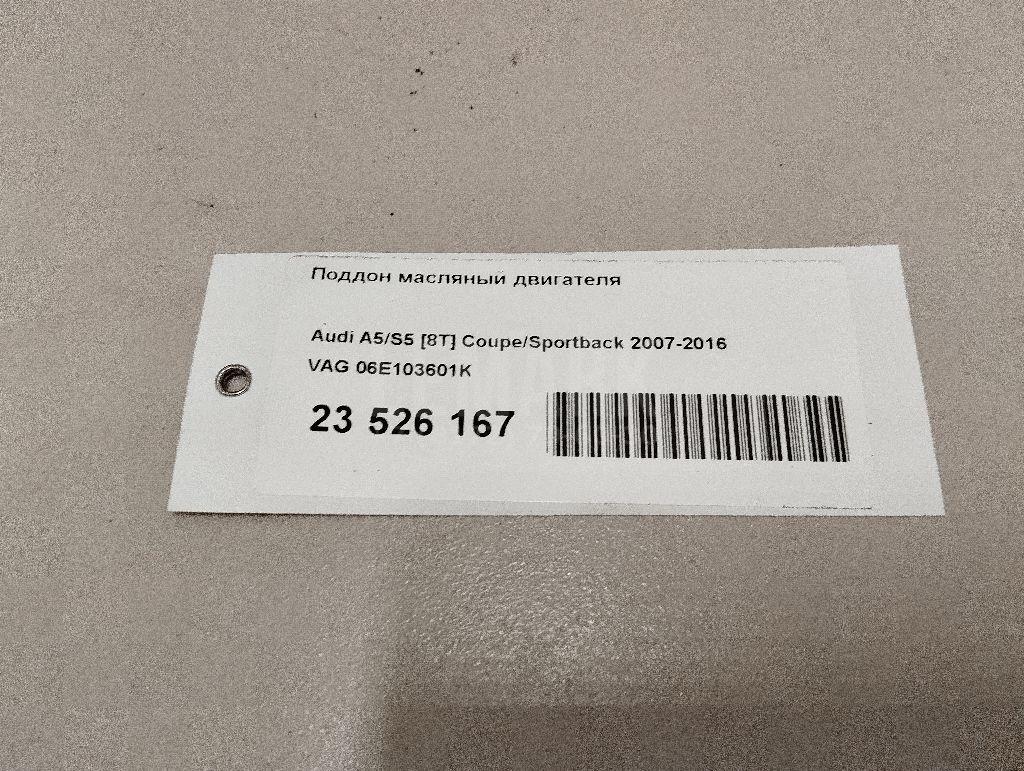 Поддон масляный двигателя
Audi A5/S5 [8T] Coupe/Sportback 2007-2016
VAG 06E103601K
23 526 167